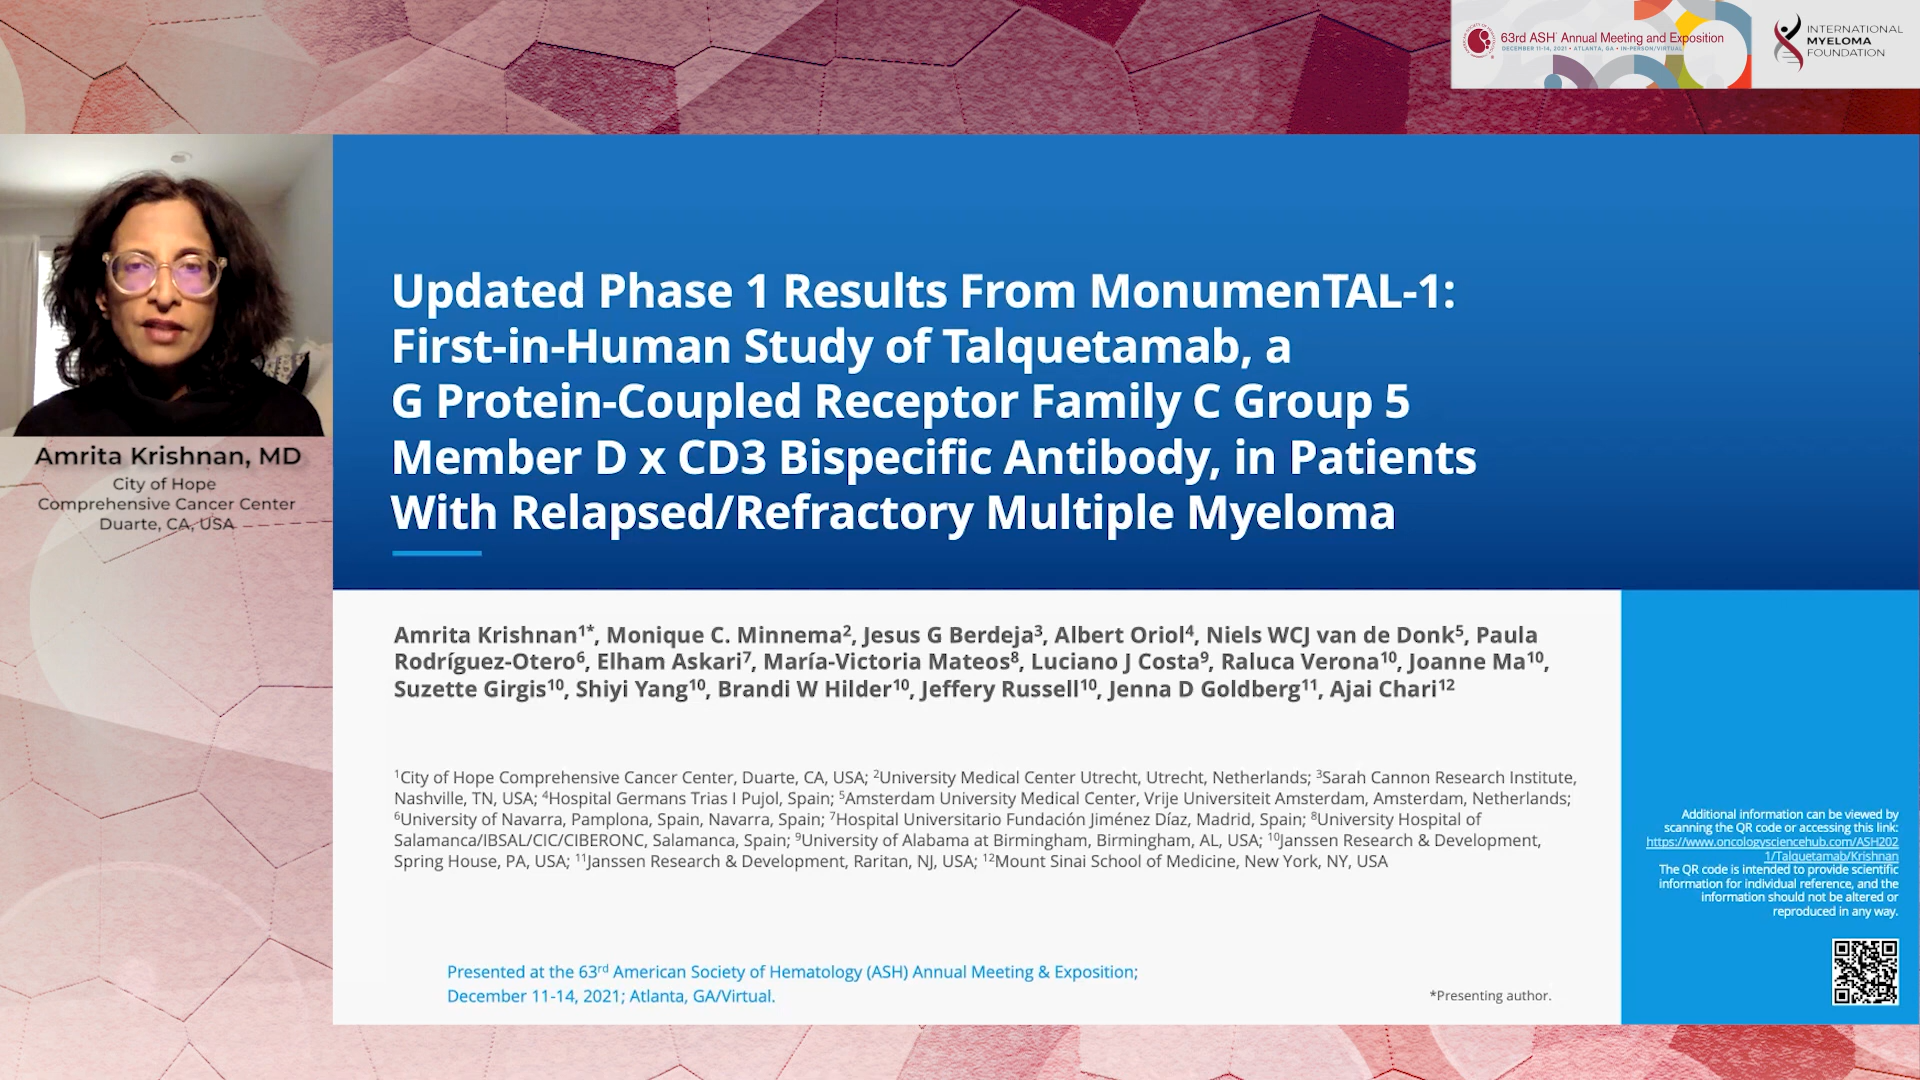 63rd ASH Annual Meeting and Exposition
DECEMBER 11-14, 2021 • ATLANTA, GA • IN-PERSON/VIRTUAL
INTERNATIONAL
MYELOMA
FOUNDATION
Amrita Krishnan, MD
City of Hope
Comprehensive Cancer Center
Duarte, CA, USA
Updated Phase 1 Results From MonumenTAL-1:
First-in-Human Study of Talquetamab, a
G Protein-Coupled Receptor Family C Group 5
Member D x CD3 Bispecific Antibody, in Patients
With Relapsed/Refractory Multiple Myeloma
Amrita Krishnan¹*, Monique C. Minnema², Jesus G Berdeja³, Albert Oriol⁴, Niels WCJ van de Donk⁵, Paula
Rodríguez-Otero⁶, Elham Askari⁷, María-Victoria Mateos⁸, Luciano J Costa⁹, Raluca Verona¹⁰, Joanne Ma¹⁰,
Suzette Girgis¹⁰, Shiyi Yang¹⁰, Brandi W Hilder¹⁰, Jeffery Russell¹⁰, Jenna D Goldberg¹¹, Ajai Chari¹²
¹City of Hope Comprehensive Cancer Center, Duarte, CA, USA; ²University Medical Center Utrecht, Utrecht, Netherlands; ³Sarah Cannon Research Institute,
Nashville, TN, USA; ⁴Hospital Germans Trias I Pujol, Spain; ⁵Amsterdam University Medical Center, Vrije Universiteit Amsterdam, Amsterdam, Netherlands;
⁶University of Navarra, Pamplona, Spain, Navarra, Spain; ⁷Hospital Universitario Fundación Jiménez Díaz, Madrid, Spain; ⁸University Hospital of
Salamanca/IBSAL/CIC/CIBERONC, Salamanca, Spain; ⁹University of Alabama at Birmingham, Birmingham, AL, USA; ¹⁰Janssen Research & Development,
Spring House, PA, USA; ¹¹Janssen Research & Development, Raritan, NJ, USA; ¹²Mount Sinai School of Medicine, New York, NY, USA
Presented at the 63rd American Society of Hematology (ASH) Annual Meeting & Exposition;
December 11-14, 2021; Atlanta, GA/Virtual.
*Presenting author.
Additional information can be viewed by
scanning the QR code or accessing this link:
https://www.oncologysciencehub.com/ASH202
1/Talquetamab/Krishnan
The QR code is intended to provide scientific
information for individual reference, and the
information should not be altered or
reproduced in any way.